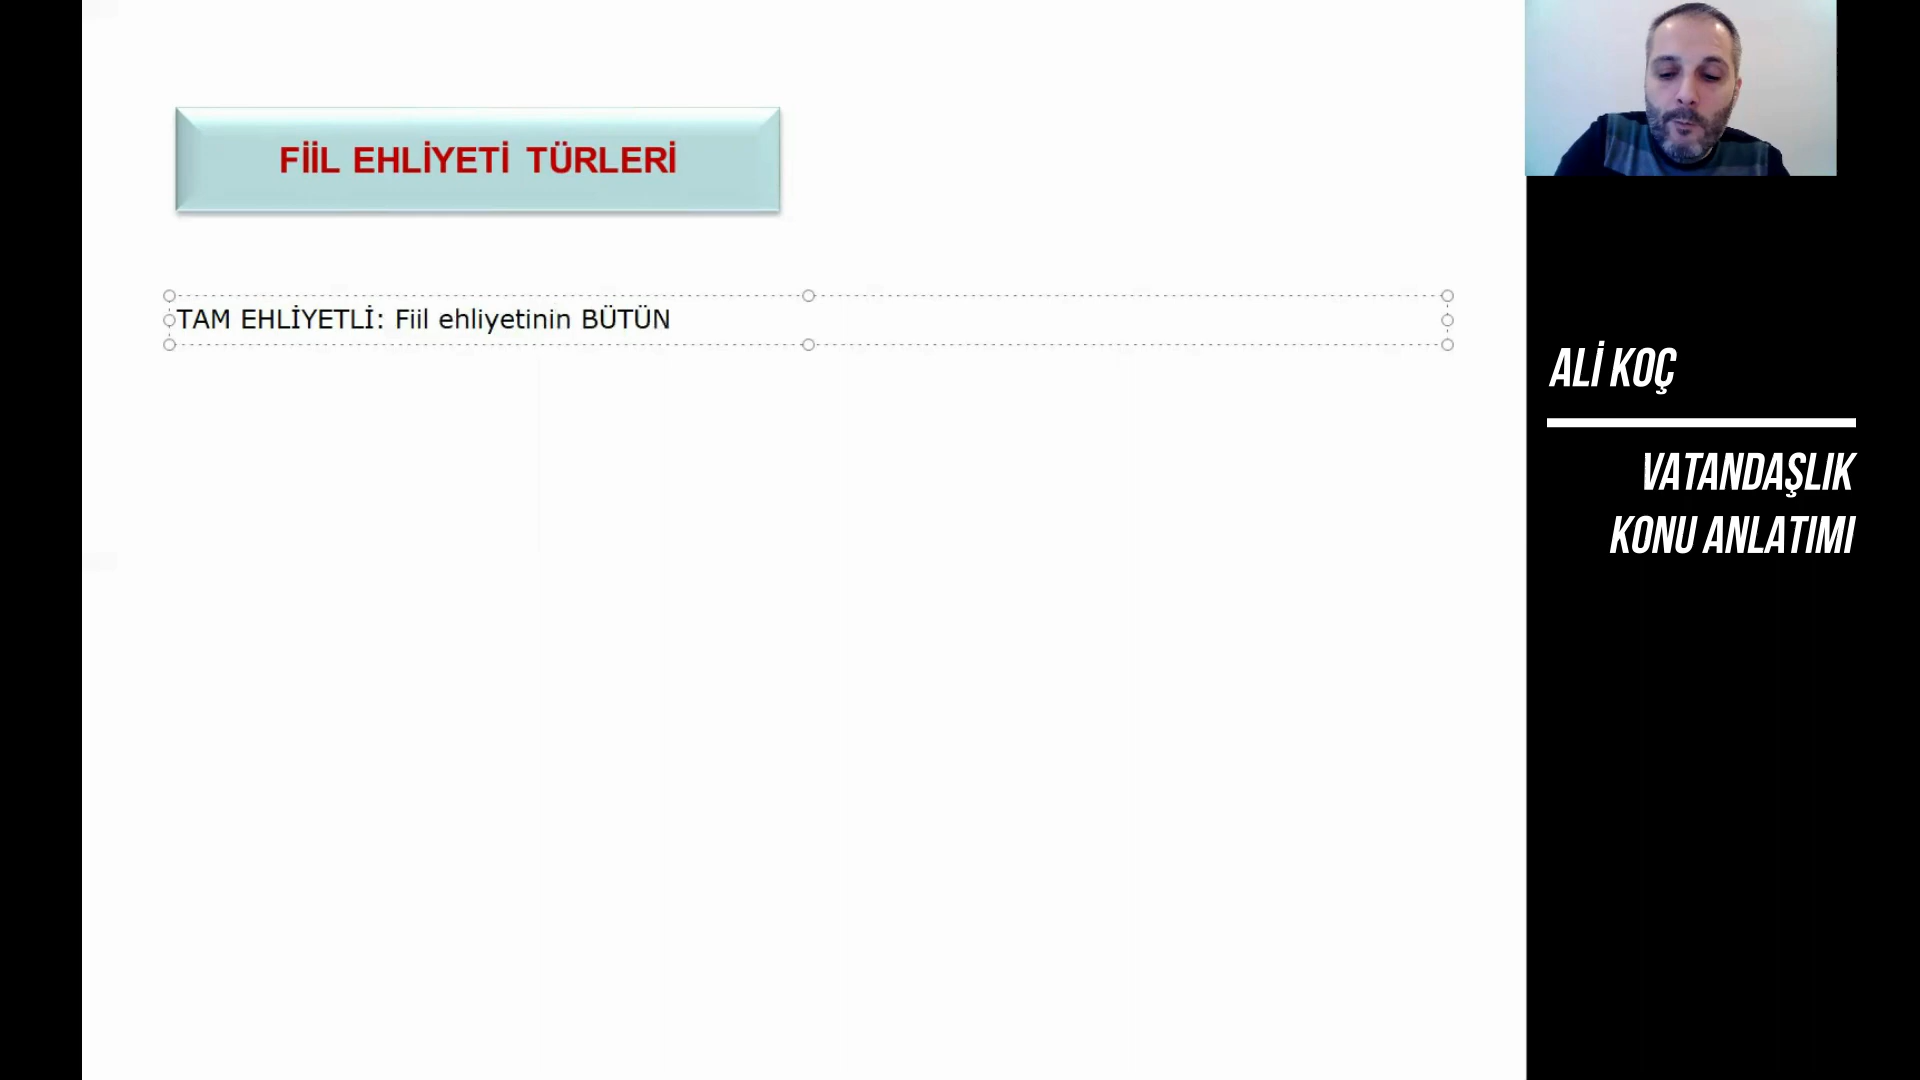 FİİL EHLİYETİ TÜRLERİ
TAM EHLİYETLİ: Fiil ehliyetinin BÜTÜN
ALİ KOÇ
VATANDAŞLIK
KONU ANLATIMI